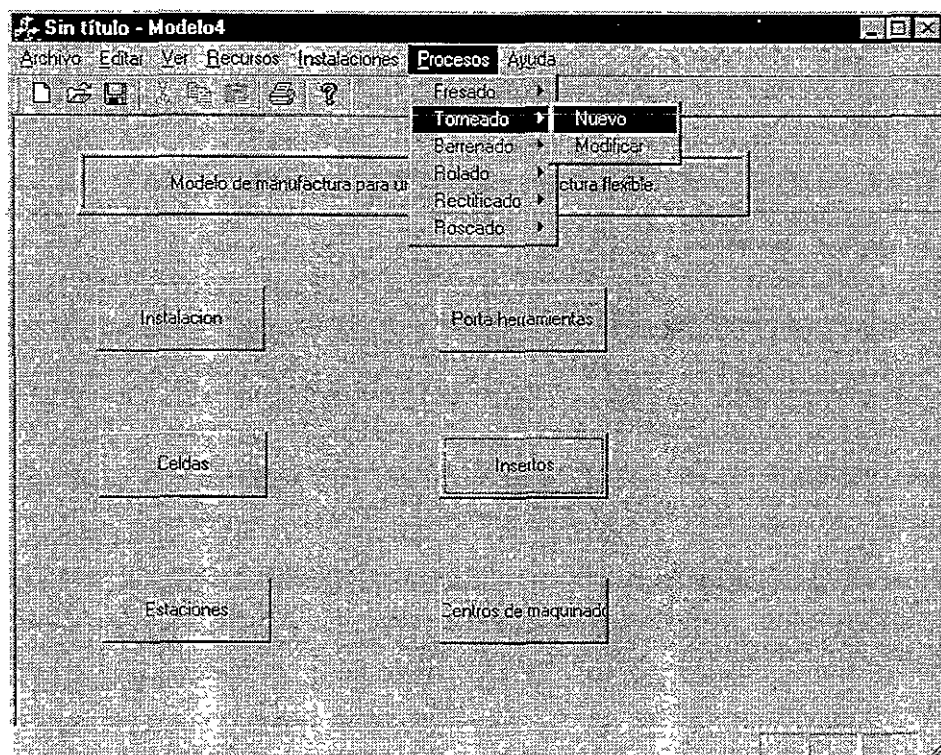 Sin título - Modelo4
Archivo Editar Ver Recursos Instalaciones Procesos Ayuda
Fresado
Torneado Nuevo
Barrenado Modificar
Rolado
Modelo de manufactura para un ctura flexible
Rectificado
Roscado
Instalacion Porta herramientas
Celdas Insertos
Estaciones Centros de maquinado